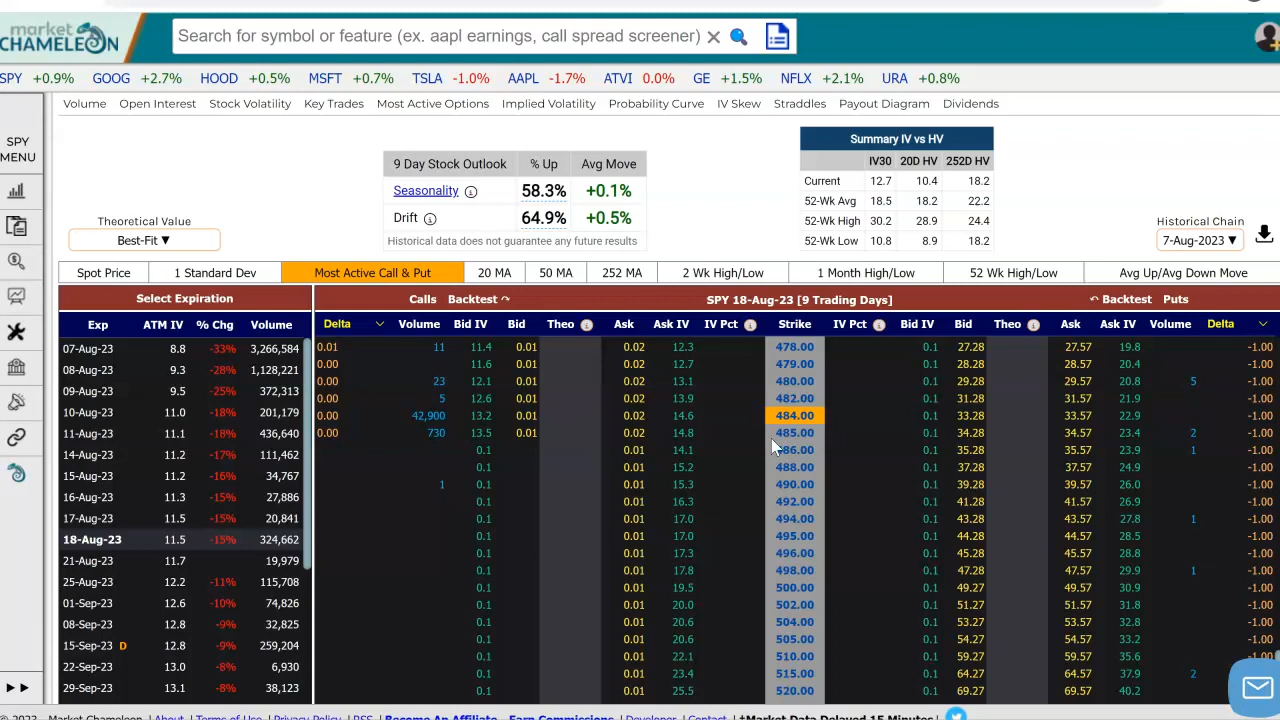 market
CHAMELEON
Search for symbol or feature (ex. aapl earnings, call spread screener)
SPY +0.9% GOOG +2.7% HOOD +0.5% MSFT +0.7% TSLA -1.0% AAPL -1.7% ATVI 0.0% GE +1.5% NFLX +2.1% URA +0.8%
Volume Open Interest Stock Volatility Key Trades Most Active Options Implied Volatility Probability Curve IV Skew Straddles Payout Diagram Dividends
SPY
MENU
9 Day Stock Outlook % Up Avg Move
Seasonality 58.3% +0.1%
Drift 64.9% +0.5%
Historical data does not guarantee any future results
Summary IV vs HV
IV30 20D HV 252D HV
Current 12.7 10.4 18.2
52-Wk Avg 18.5 18.2 22.2
52-Wk High 30.2 28.9 24.4
52-Wk Low 10.8 8.9 18.2
Theoretical Value
Best-Fit ▼
Historical Chain
7-Aug-2023 ▼
Spot Price 1 Standard Dev Most Active Call & Put 20 MA 50 MA 252 MA 2 Wk High/Low 1 Month High/Low 52 Wk High/Low Avg Up/Avg Down Move
Select Expiration
Exp ATM IV % Chg Volume
07-Aug-23 8.8 -33% 3,266,584
08-Aug-23 9.3 -28% 1,128,221
09-Aug-23 9.5 -25% 372,313
10-Aug-23 11.0 -18% 201,179
11-Aug-23 11.1 -18% 436,640
14-Aug-23 11.2 -17% 111,462
15-Aug-23 11.2 -16% 34,767
16-Aug-23 11.3 -15% 27,886
17-Aug-23 11.5 -15% 20,841
18-Aug-23 11.5 -15% 324,662
21-Aug-23 11.7 19,979
25-Aug-23 12.2 -11% 115,708
01-Sep-23 12.6 -10% 74,826
08-Sep-23 12.8 -9% 32,825
15-Sep-23 D 12.8 -9% 259,204
22-Sep-23 13.0 -8% 6,930
29-Sep-23 13.1 -8% 38,123
Calls Backtest SPY 18-Aug-23 [9 Trading Days] Backtest Puts
Delta Volume Bid IV Bid Theo Ask Ask IV IV Pct Strike IV Pct Bid IV Bid Theo Ask Ask IV Volume Delta
0.01 11 11.4 0.01 0.02 12.3 478.00 0.1 27.28 27.57 19.8 -1.00
0.00 11.6 0.01 0.02 12.7 479.00 0.1 28.28 28.57 20.4 -1.00
0.00 23 12.1 0.01 0.02 13.1 480.00 0.1 29.28 29.57 20.8 5 -1.00
0.00 5 12.6 0.01 0.02 13.9 482.00 0.1 31.28 31.57 21.9 -1.00
0.00 42,900 13.2 0.01 0.02 14.6 484.00 0.1 33.28 33.57 22.9 -1.00
0.00 730 13.5 0.01 0.02 14.8 485.00 0.1 34.28 34.57 23.4 2 -1.00
0.1 0.01 14.1 86.00 0.1 35.28 35.57 23.9 1 -1.00
0.1 0.01 15.2 488.00 0.1 37.28 37.57 24.9 -1.00
1 0.1 0.01 15.3 490.00 0.1 39.28 39.57 26.0 -1.00
0.1 0.01 16.3 492.00 0.1 41.28 41.57 26.9 -1.00
0.1 0.01 17.0 494.00 0.1 43.28 43.57 27.8 1 -1.00
0.1 0.01 17.0 495.00 0.1 44.28 44.57 28.5 -1.00
0.1 0.01 17.3 496.00 0.1 45.28 45.57 28.8 -1.00
0.1 0.01 17.8 498.00 0.1 47.28 47.57 29.9 1 -1.00
0.1 0.01 19.5 500.00 0.1 49.27 49.57 30.9 -1.00
0.1 0.01 20.0 502.00 0.1 51.27 51.57 31.8 -1.00
0.1 0.01 20.6 504.00 0.1 53.27 53.57 32.8 -1.00
0.1 0.01 20.6 505.00 0.1 54.27 54.57 33.2 -1.00
0.1 0.01 22.1 510.00 0.1 59.27 59.57 35.6 -1.00
0.1 0.01 23.4 515.00 0.1 64.27 64.57 37.9 2 -1.00
0.1 0.01 25.5 520.00 0.1 69.27 69.57 40.2 -1.00
© 2023 Market Chameleon | About | Terms of Use | Privacy Policy | RSS | Become An Affiliate - Earn Commissions | Developer | Contact | *Market Data Delayed 15 Minutes |